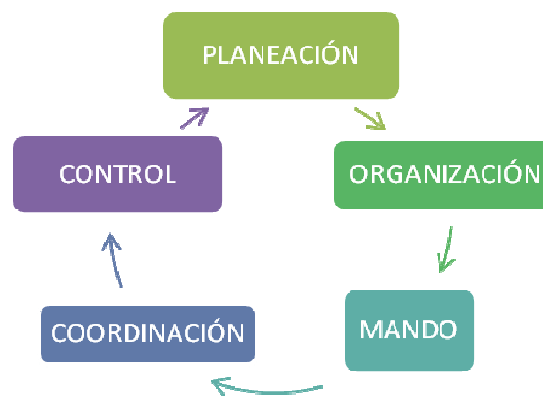 PLANEACIÓN
ORGANIZACIÓN
MANDO
COORDINACIÓN
CONTROL